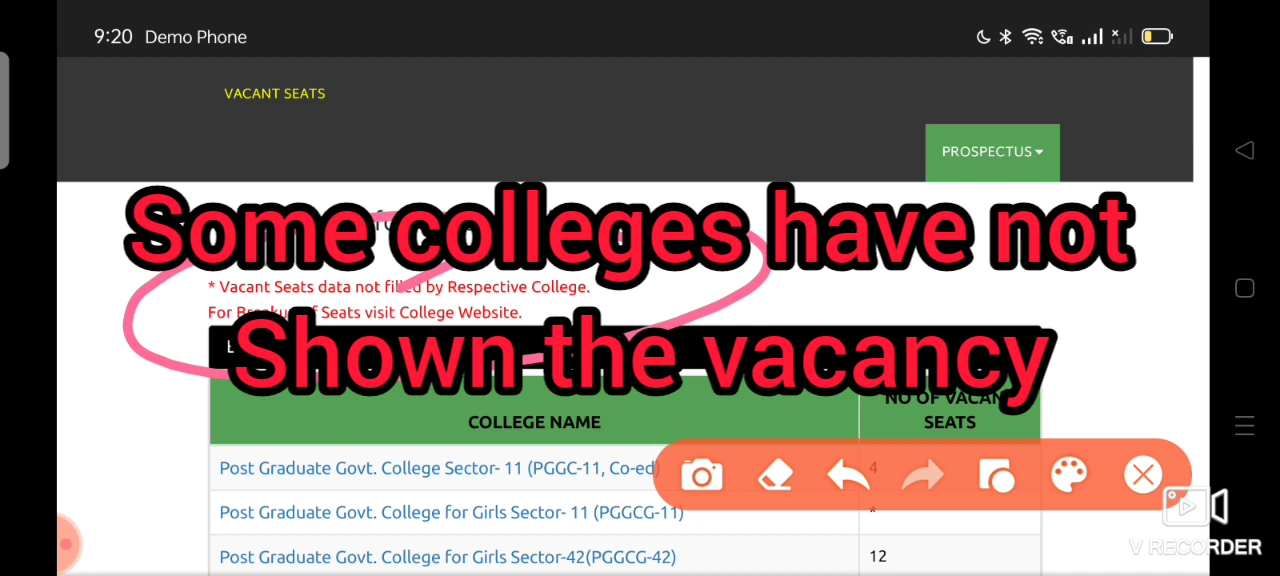 9:20 Demo Phone
VACANT SEATS
PROSPECTUS
Some colleges have not
* Vacant Seats data not filled by Respective College.
For Seats visit College Website.
Shown the vacancy
COLLEGE NAME
NO OF VACANT SEATS
Post Graduate Govt. College Sector- 11 (PGGC-11, Co-ed) 4
Post Graduate Govt. College for Girls Sector- 11 (PGGCG-11) *
Post Graduate Govt. College for Girls Sector-42(PGGCG-42) 12
V RECORDER